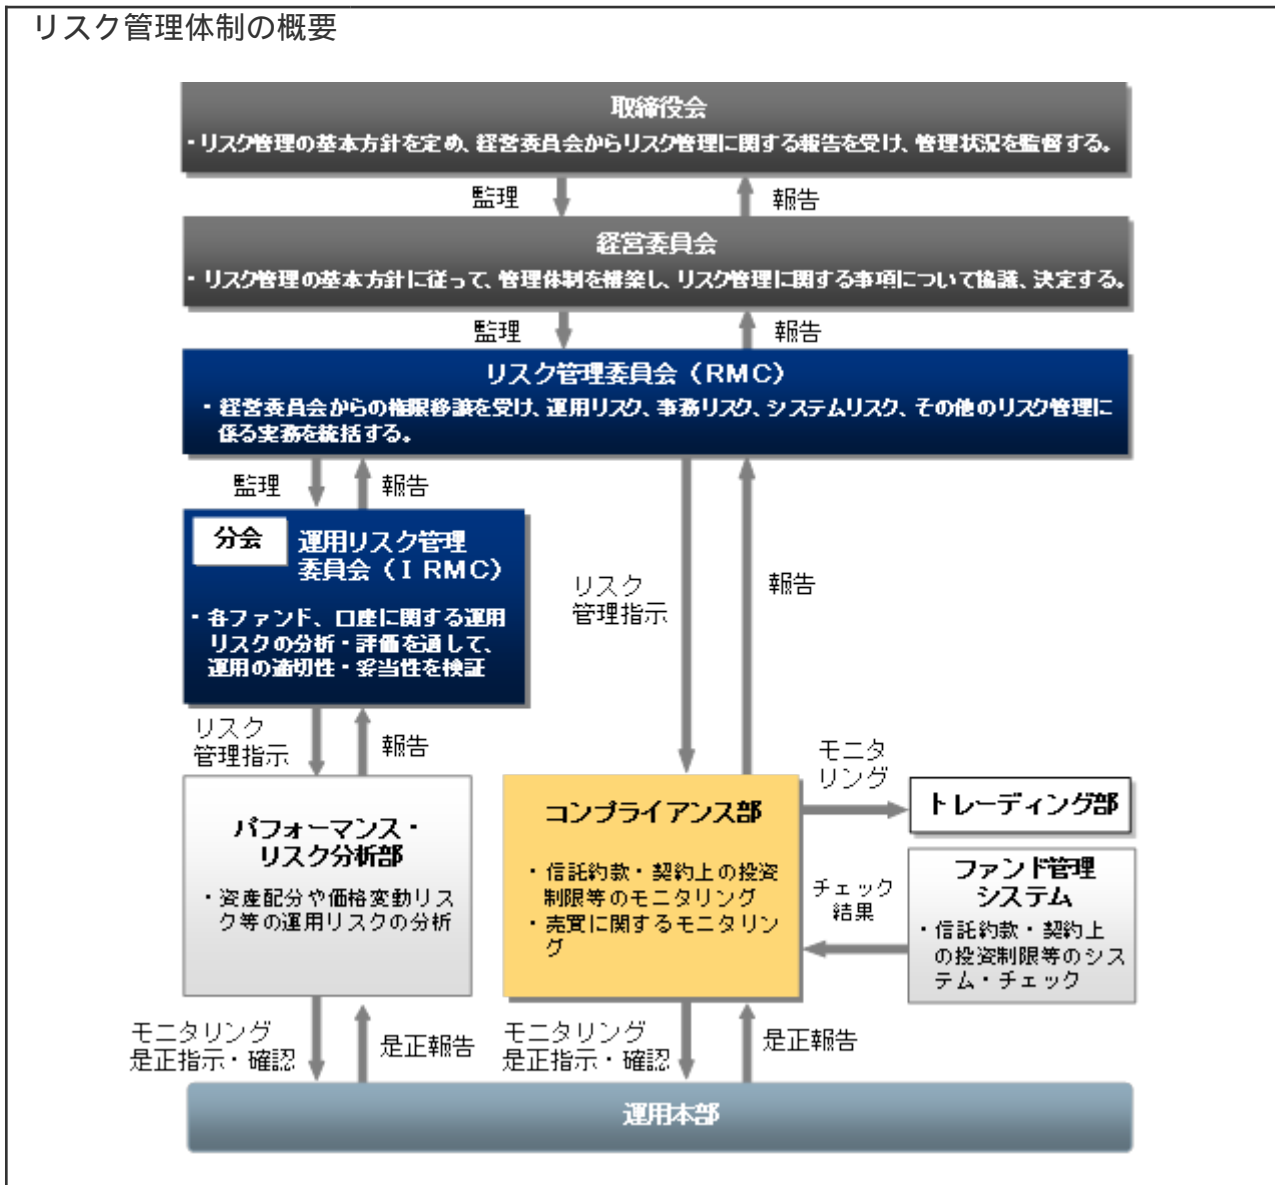 リスク管理体制の概要
取締役会
・リスク管理の基本方針を定め、経営委員会からリスク管理に関する報告を受け、管理状況を監督する。
監理
報告
経営委員会
・リスク管理の基本方針に従って、管理体制を構築し、リスク管理に関する事項について協議、決定する。
監理
報告
リスク管理委員会（RMC）
・経営委員会からの権限移譲を受け、運用リスク、事務リスク、システムリスク、その他のリスク管理に
係る実務を統括する。
監理
報告
分会
運用リスク管理
委員会（IRMC）
・各ファンド、口座に関する運用
リスクの分析・評価を通して、
運用の適切性・妥当性を検証
リスク
管理指示
報告
リスク
管理指示
報告
パフォーマンス・
リスク分析部
・資産配分や価格変動リス
ク等の運用リスクの分析
コンプライアンス部
・信託約款・契約上の投資
制限等のモニタリング
・売買に関するモニタリン
グ
モニタ
リング
トレーディング部
チェック
結果
ファンド管理
システム
・信託約款・契約上
の投資制限等のシス
テム・チェック
モニタリング
是正指示・確認
是正報告
モニタリング
是正指示・確認
是正報告
運用本部